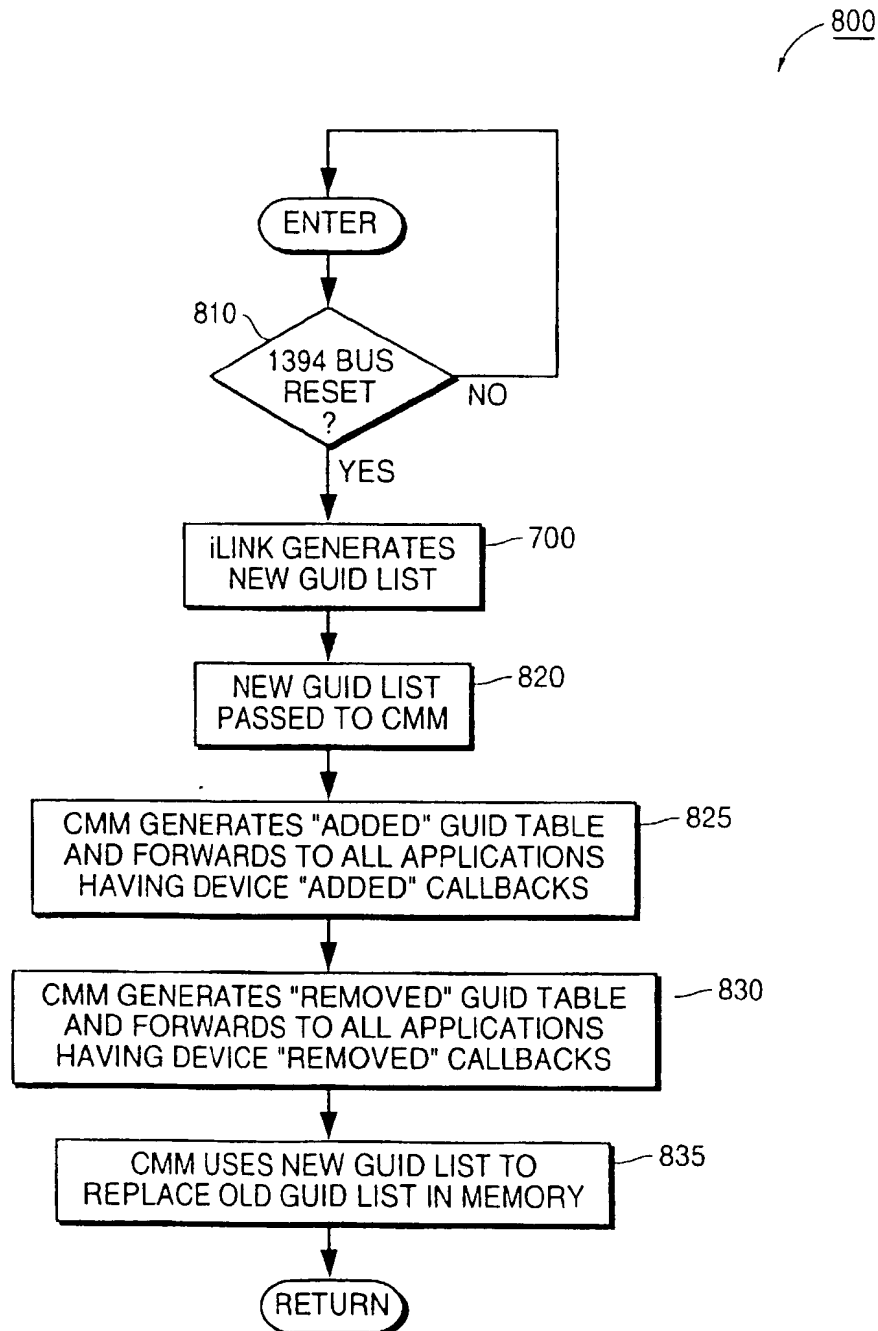 800
ENTER
810
1394 BUS
RESET
?
NO
YES
iLINK GENERATES
NEW GUID LIST
700
NEW GUID LIST
PASSED TO CMM
820
CMM GENERATES "ADDED" GUID TABLE
AND FORWARDS TO ALL APPLICATIONS
HAVING DEVICE "ADDED" CALLBACKS
825
CMM GENERATES "REMOVED" GUID TABLE
AND FORWARDS TO ALL APPLICATIONS
HAVING DEVICE "REMOVED" CALLBACKS
830
CMM USES NEW GUID LIST TO
REPLACE OLD GUID LIST IN MEMORY
835
RETURN